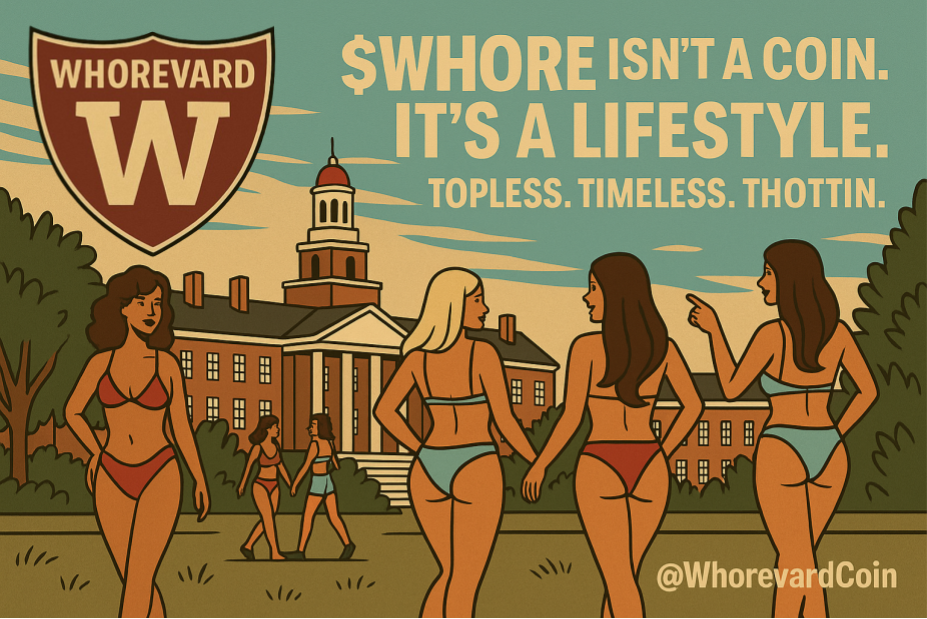 WHOREVARD
W
$WHORE ISN'T A COIN.
IT'S A LIFESTYLE.
TOPLESS. TIMELESS. THOTTIN.
@WhorevardCoin